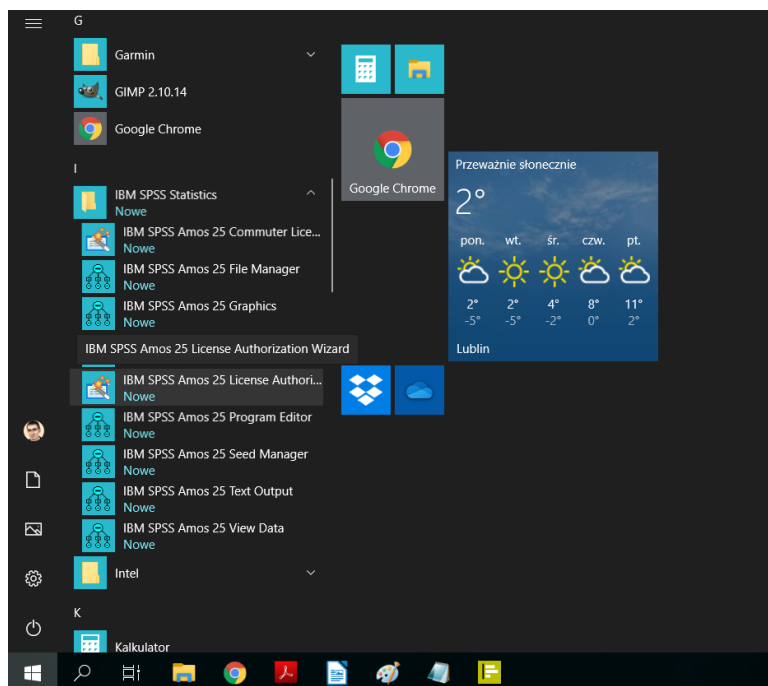 G
Garmin
GIMP 2.10.14
Google Chrome
I
IBM SPSS Statistics
Nowe
IBM SPSS Amos 25 Commuter Lice...
Nowe
IBM SPSS Amos 25 File Manager
Nowe
IBM SPSS Amos 25 Graphics
Nowe
IBM SPSS Amos 25 License Authorization Wizard
IBM SPSS Amos 25 License Authori...
Nowe
IBM SPSS Amos 25 Program Editor
Nowe
IBM SPSS Amos 25 Seed Manager
Nowe
IBM SPSS Amos 25 Text Output
Nowe
IBM SPSS Amos 25 View Data
Nowe
Intel
K
Kalkulator
Google Chrome
Przeważnie słonecznie
2°
pon. wt. śr. czw. pt.
2° 2° 4° 8° 11°
-5° -5° -2° 0° 2°
Lublin